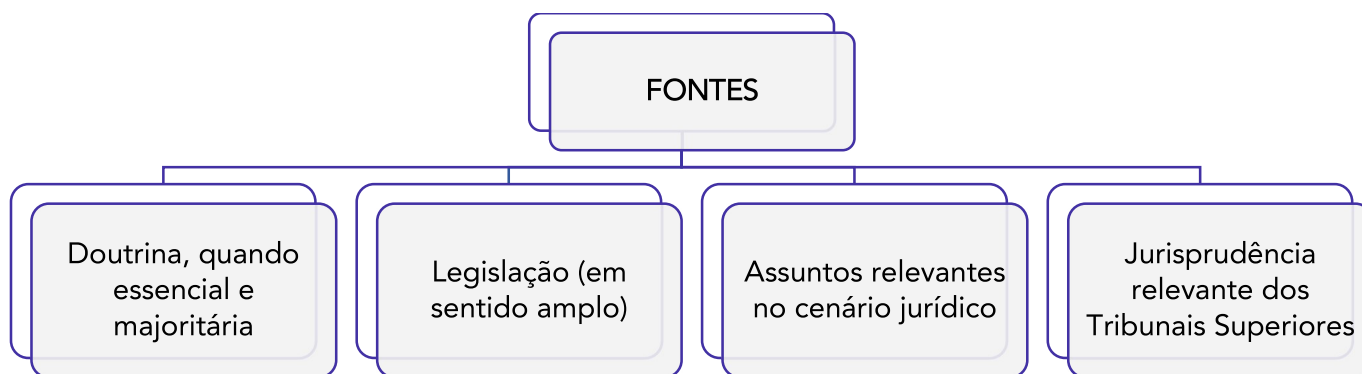 FONTES
Doutrina, quando
essencial e
majoritária
Legislação (em
sentido amplo)
Assuntos relevantes
no cenário jurídico
Jurisprudência
relevante dos
Tribunais Superiores